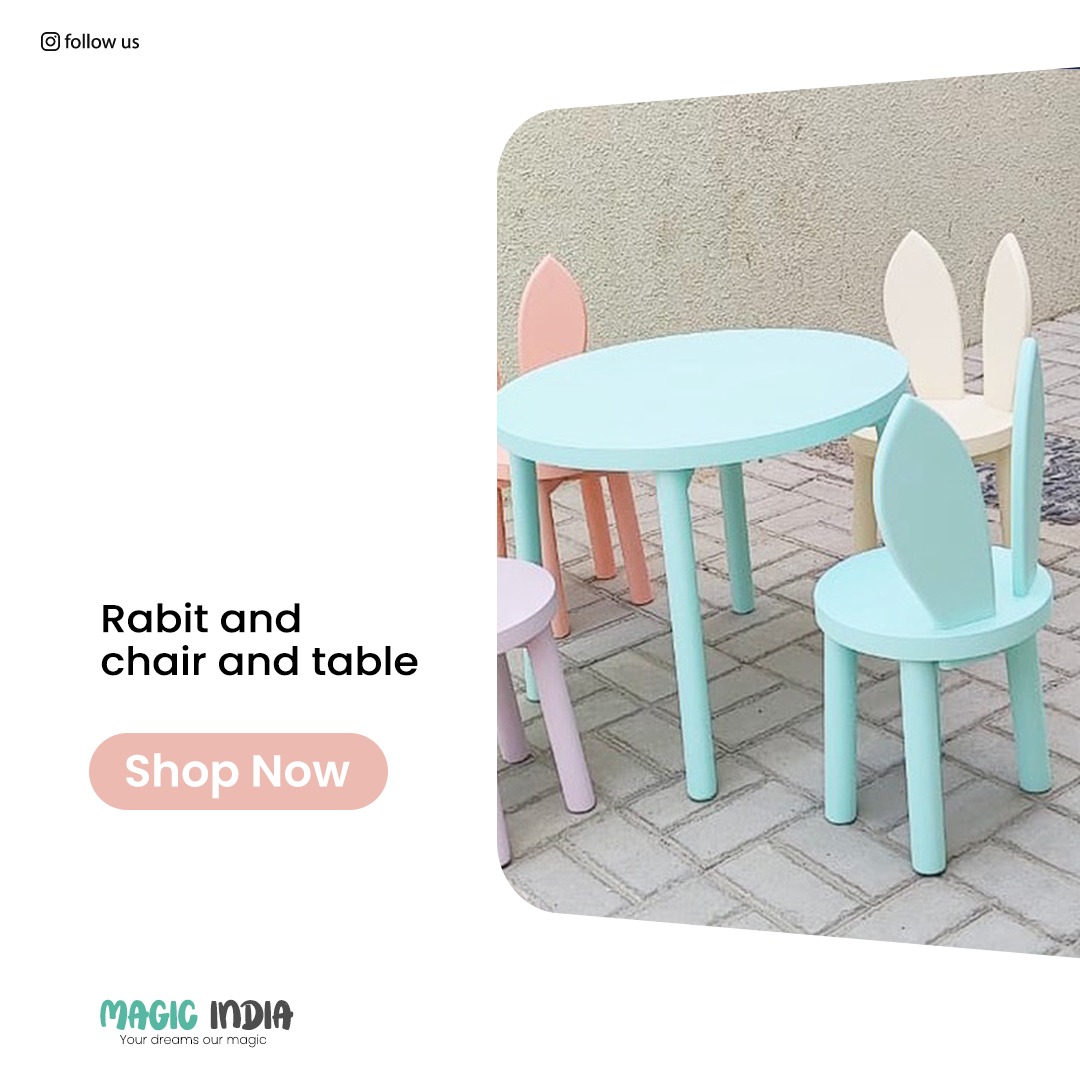 follow us
Rabit and
chair and table
Shop Now
MAGIC INDIA
Your dreams our magic